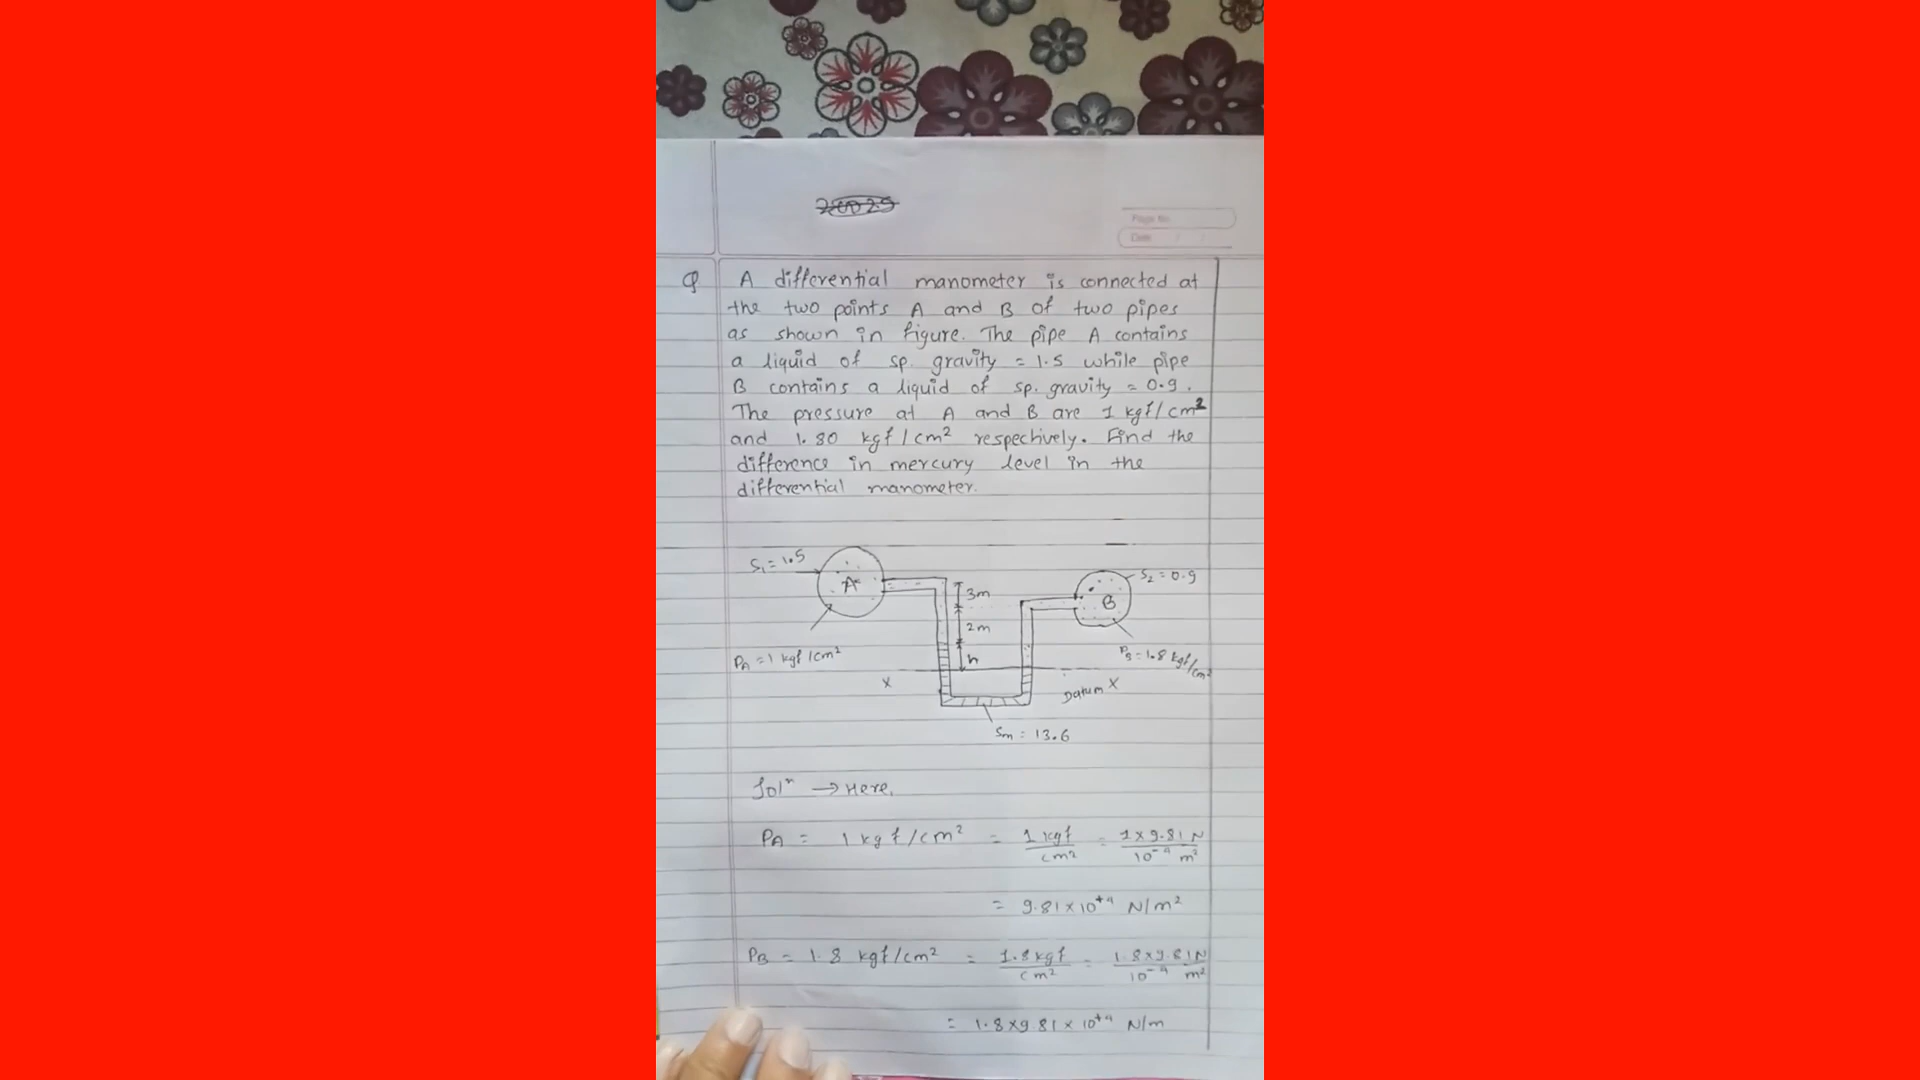 Page No
Date / /
Q A differential manometer is connected at
the two points A and B of two pipes
as shown in figure. The pipe A contains
a liquid of sp. gravity = 1.5 while pipe
B contains a liquid of sp. gravity = 0.9.
The pressure at A and B are 1 kgf/cm²
and 1.80 kgf/cm² respectively. Find the
difference in mercury level in the
differential manometer.
S₁ = 1.5
A
3m
2m
h
S₂ = 0.9
B
PA = 1 kgf/cm²
PB = 1.8 kgf/cm²
X
Datum X
Sm = 13.6
Solⁿ → Here,
PA = 1 kgf/cm² = 1 kgf/cm² = 1 x 9.81 N/10⁻⁴ m²
= 9.81 x 10⁺⁴ N/m²
PB = 1.8 kgf/cm² = 1.8 kgf/cm² = 1.8 x 9.81 N/10⁻⁴ m²
= 1.8 x 9.81 x 10⁺⁴ N/m